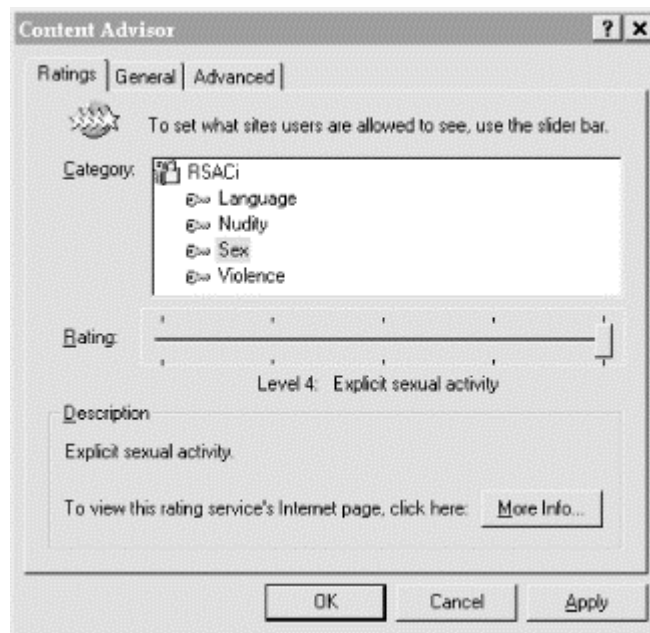 Content Advisor
Ratings General Advanced
To set what sites users are allowed to see, use the slider bar.
Category: RSACi
Language
Nudity
Sex
Violence
Rating:
Level 4: Explicit sexual activity
Description
Explicit sexual activity.
To view this rating service's Internet page, click here: More Info...
OK Cancel Apply